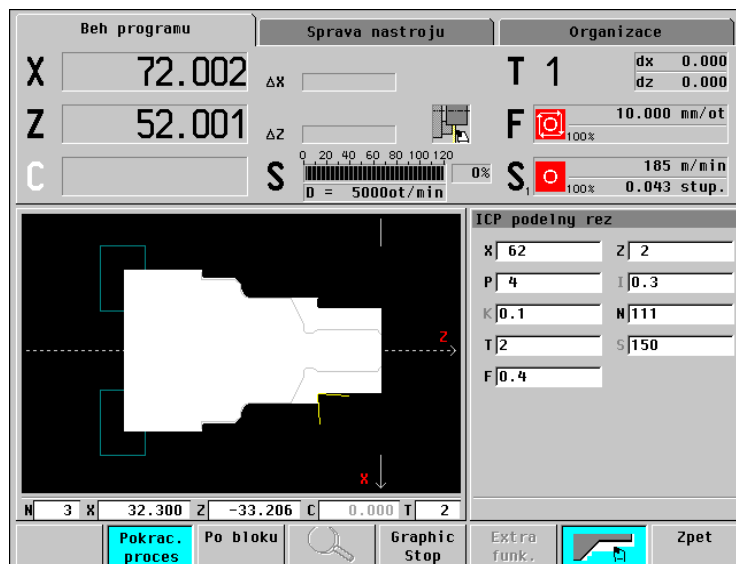 Beh programu Sprava nastroju Organizace
X 72.002 ΔX T 1 dx 0.000
dz 0.000
Z 52.001 ΔZ F 100% 10.000 mm/ot
C S 0 20 40 60 80 100 120 0% S1 100% 185 m/min
D = 5000ot/min 0.043 stup.
ICP podelny rez
X 62 Z 2
P 4 I 0.3
K 0.1 N 111
T 2 S 150
F 0.4
Z
X
N 3 X 32.300 Z -33.206 C 0.000 T 2
Pokrac. proces Po bloku Graphic Stop Extra funk. Zpet